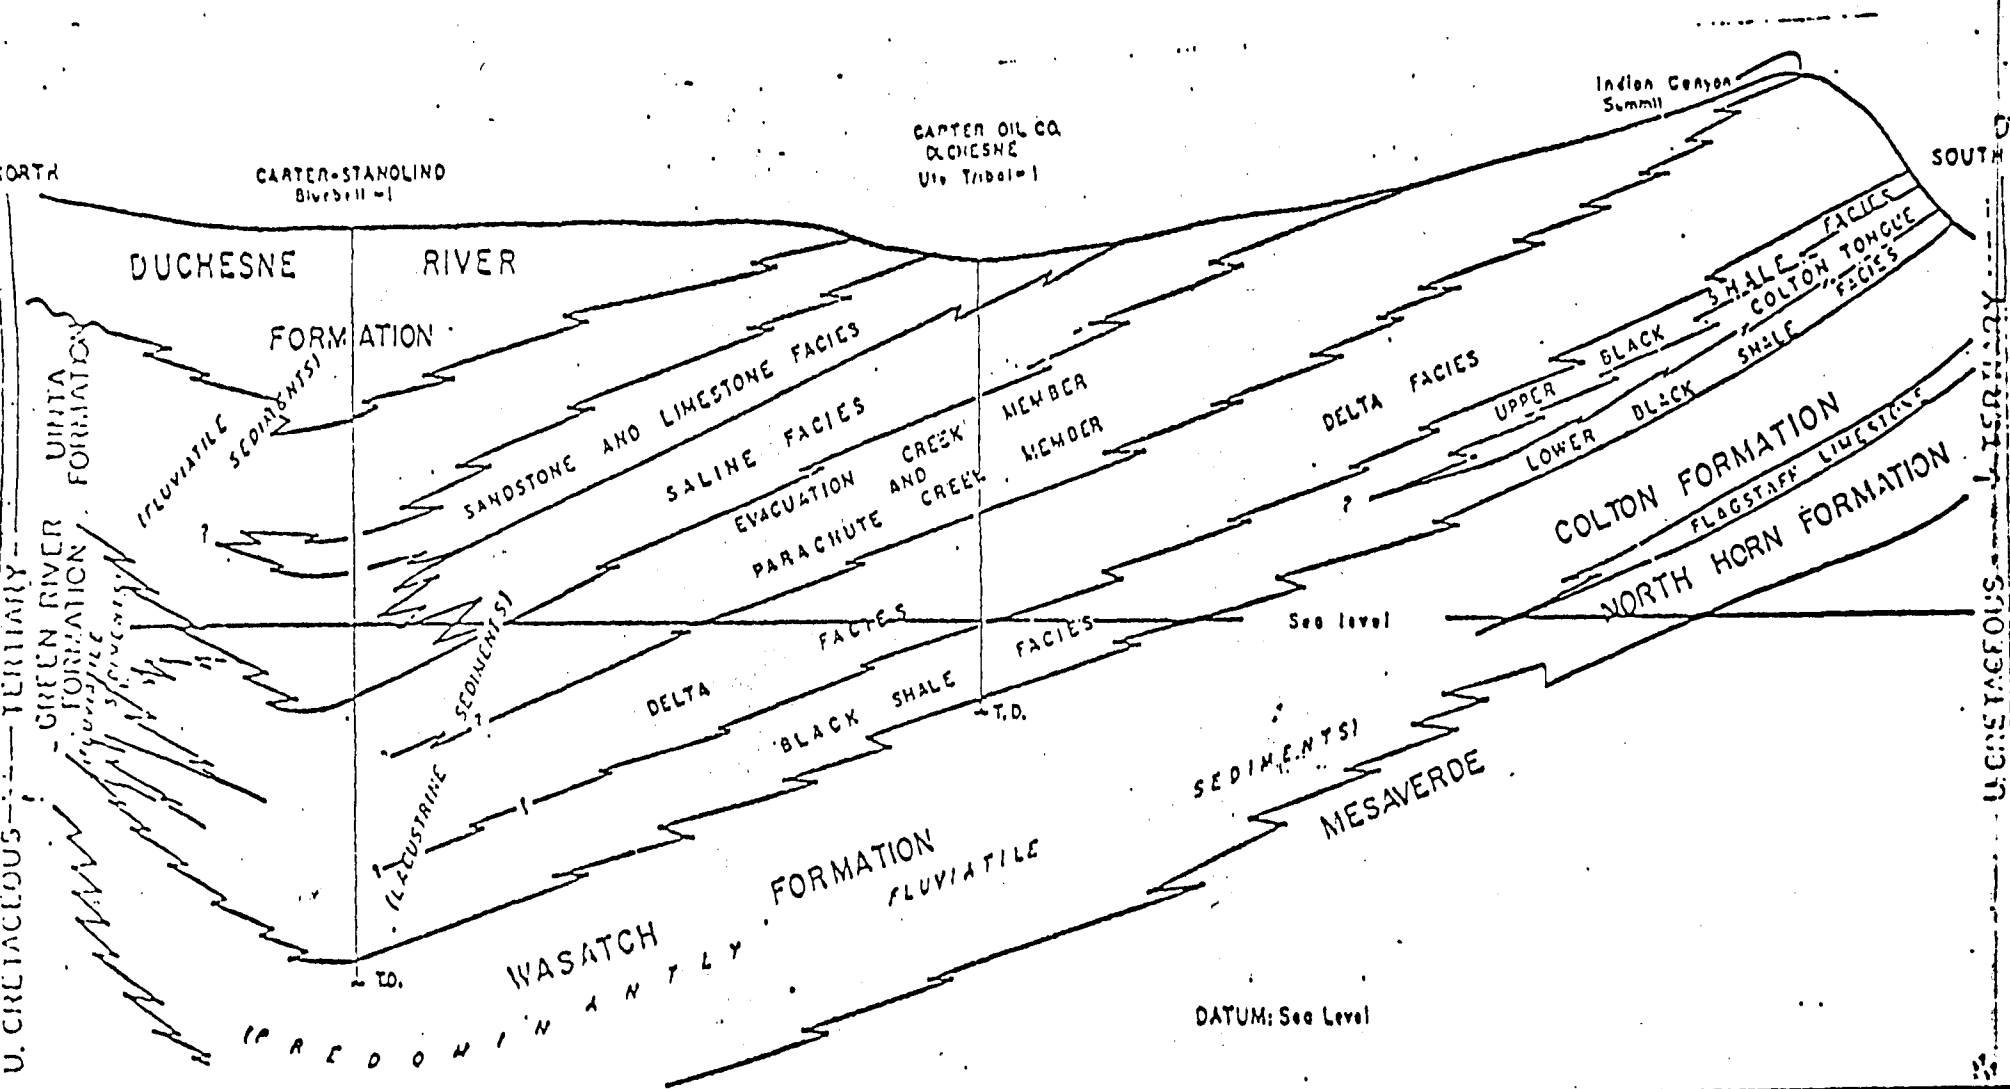 Indian Canyon
Summit
CARTER OIL CO.
DUCHESNE
Ute Tribal #1
NORTH
CARTER-STANOLIND
Bluebell #1
SOUTH
DUCHESNE RIVER
FORMATION
UINTA
FORMATION
(FLUVIATILE
SEDIMENTS)
SANDSTONE AND LIMESTONE FACIES
SALINE FACIES
EVACUATION CREEK MEMBER
AND
PARACHUTE CREEK MEMBER
DELTA FACIES
UPPER BLACK SHALE FACIES
COLTON TONGUE
LOWER BLACK SHALE FACIES
COLTON FORMATION
FLAGSTAFF LIMESTONE
NORTH HORN FORMATION
?
?
GREEN RIVER
FORMATION
FLUVIATILE
SEDIMENTS
Sea level
DELTA FACIES
BLACK SHALE FACIES
(LACUSTRINE SEDIMENTS)
T.D.
T.D.
WASATCH FORMATION
(PREDOMINANTLY FLUVIATILE SEDIMENTS)
MESAVERDE
DATUM: Sea Level
U. CRETACEOUS TERTIARY
U. CRETACEOUS TERTIARY